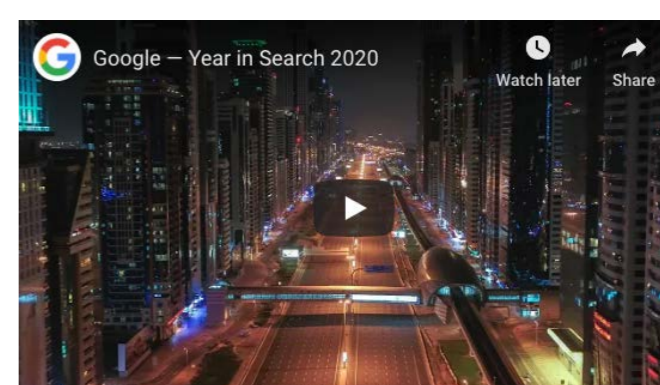 Google — Year in Search 2020
Watch later
Share